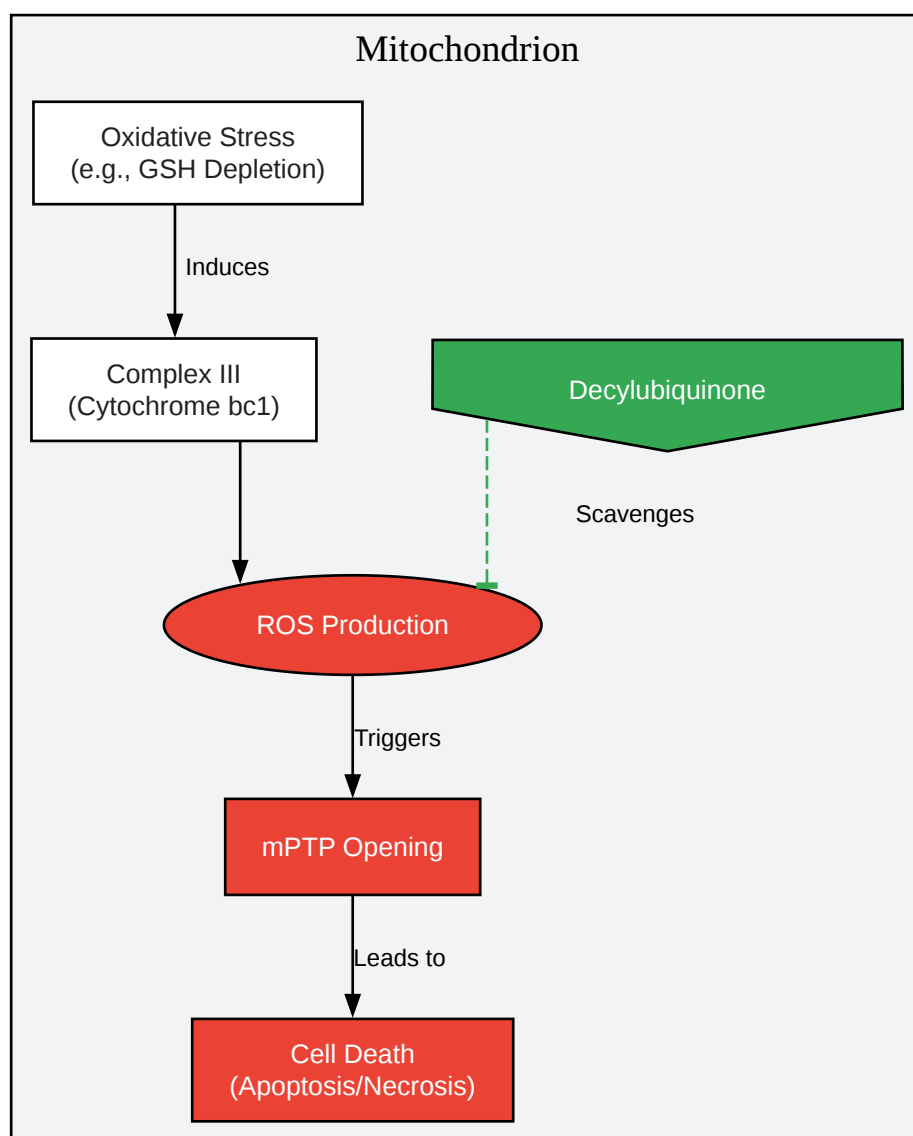 Mitochondrion
Oxidative Stress
(e.g., GSH Depletion)
Induces
Complex III
(Cytochrome bc1)
Decylubiquinone
Scavenges
ROS Production
Triggers
mPTP Opening
Leads to
Cell Death
(Apoptosis/Necrosis)